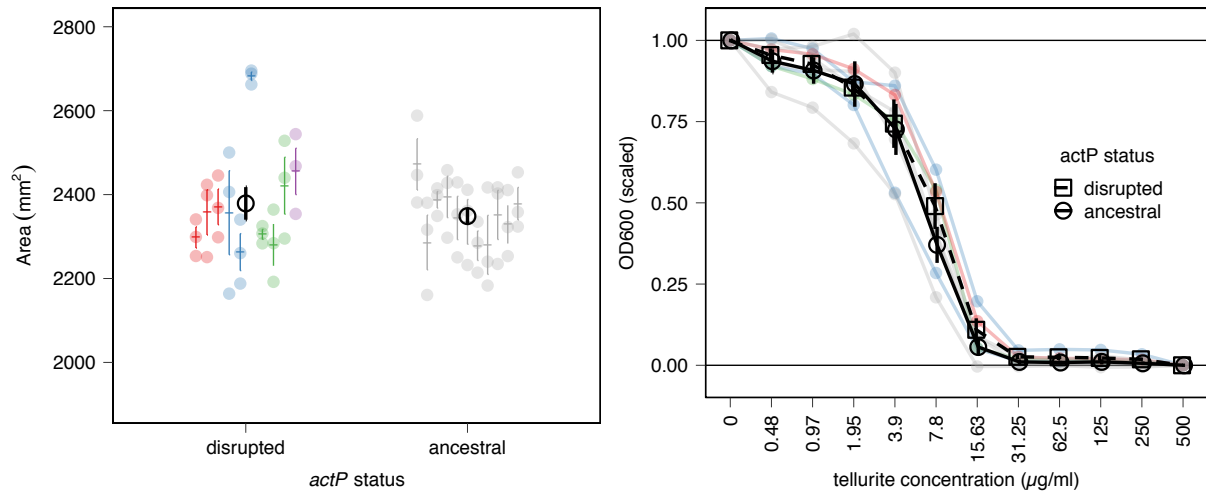 2800
2600
2400
2200
2000
Area (mm²)
disrupted
ancestral
actP status
1.00
0.75
0.50
0.25
0.00
OD600 (scaled)
actP status
disrupted
ancestral
0
0.48
0.97
1.95
3.9
7.8
15.63
31.25
62.5
125
250
500
tellurite concentration (µg/ml)